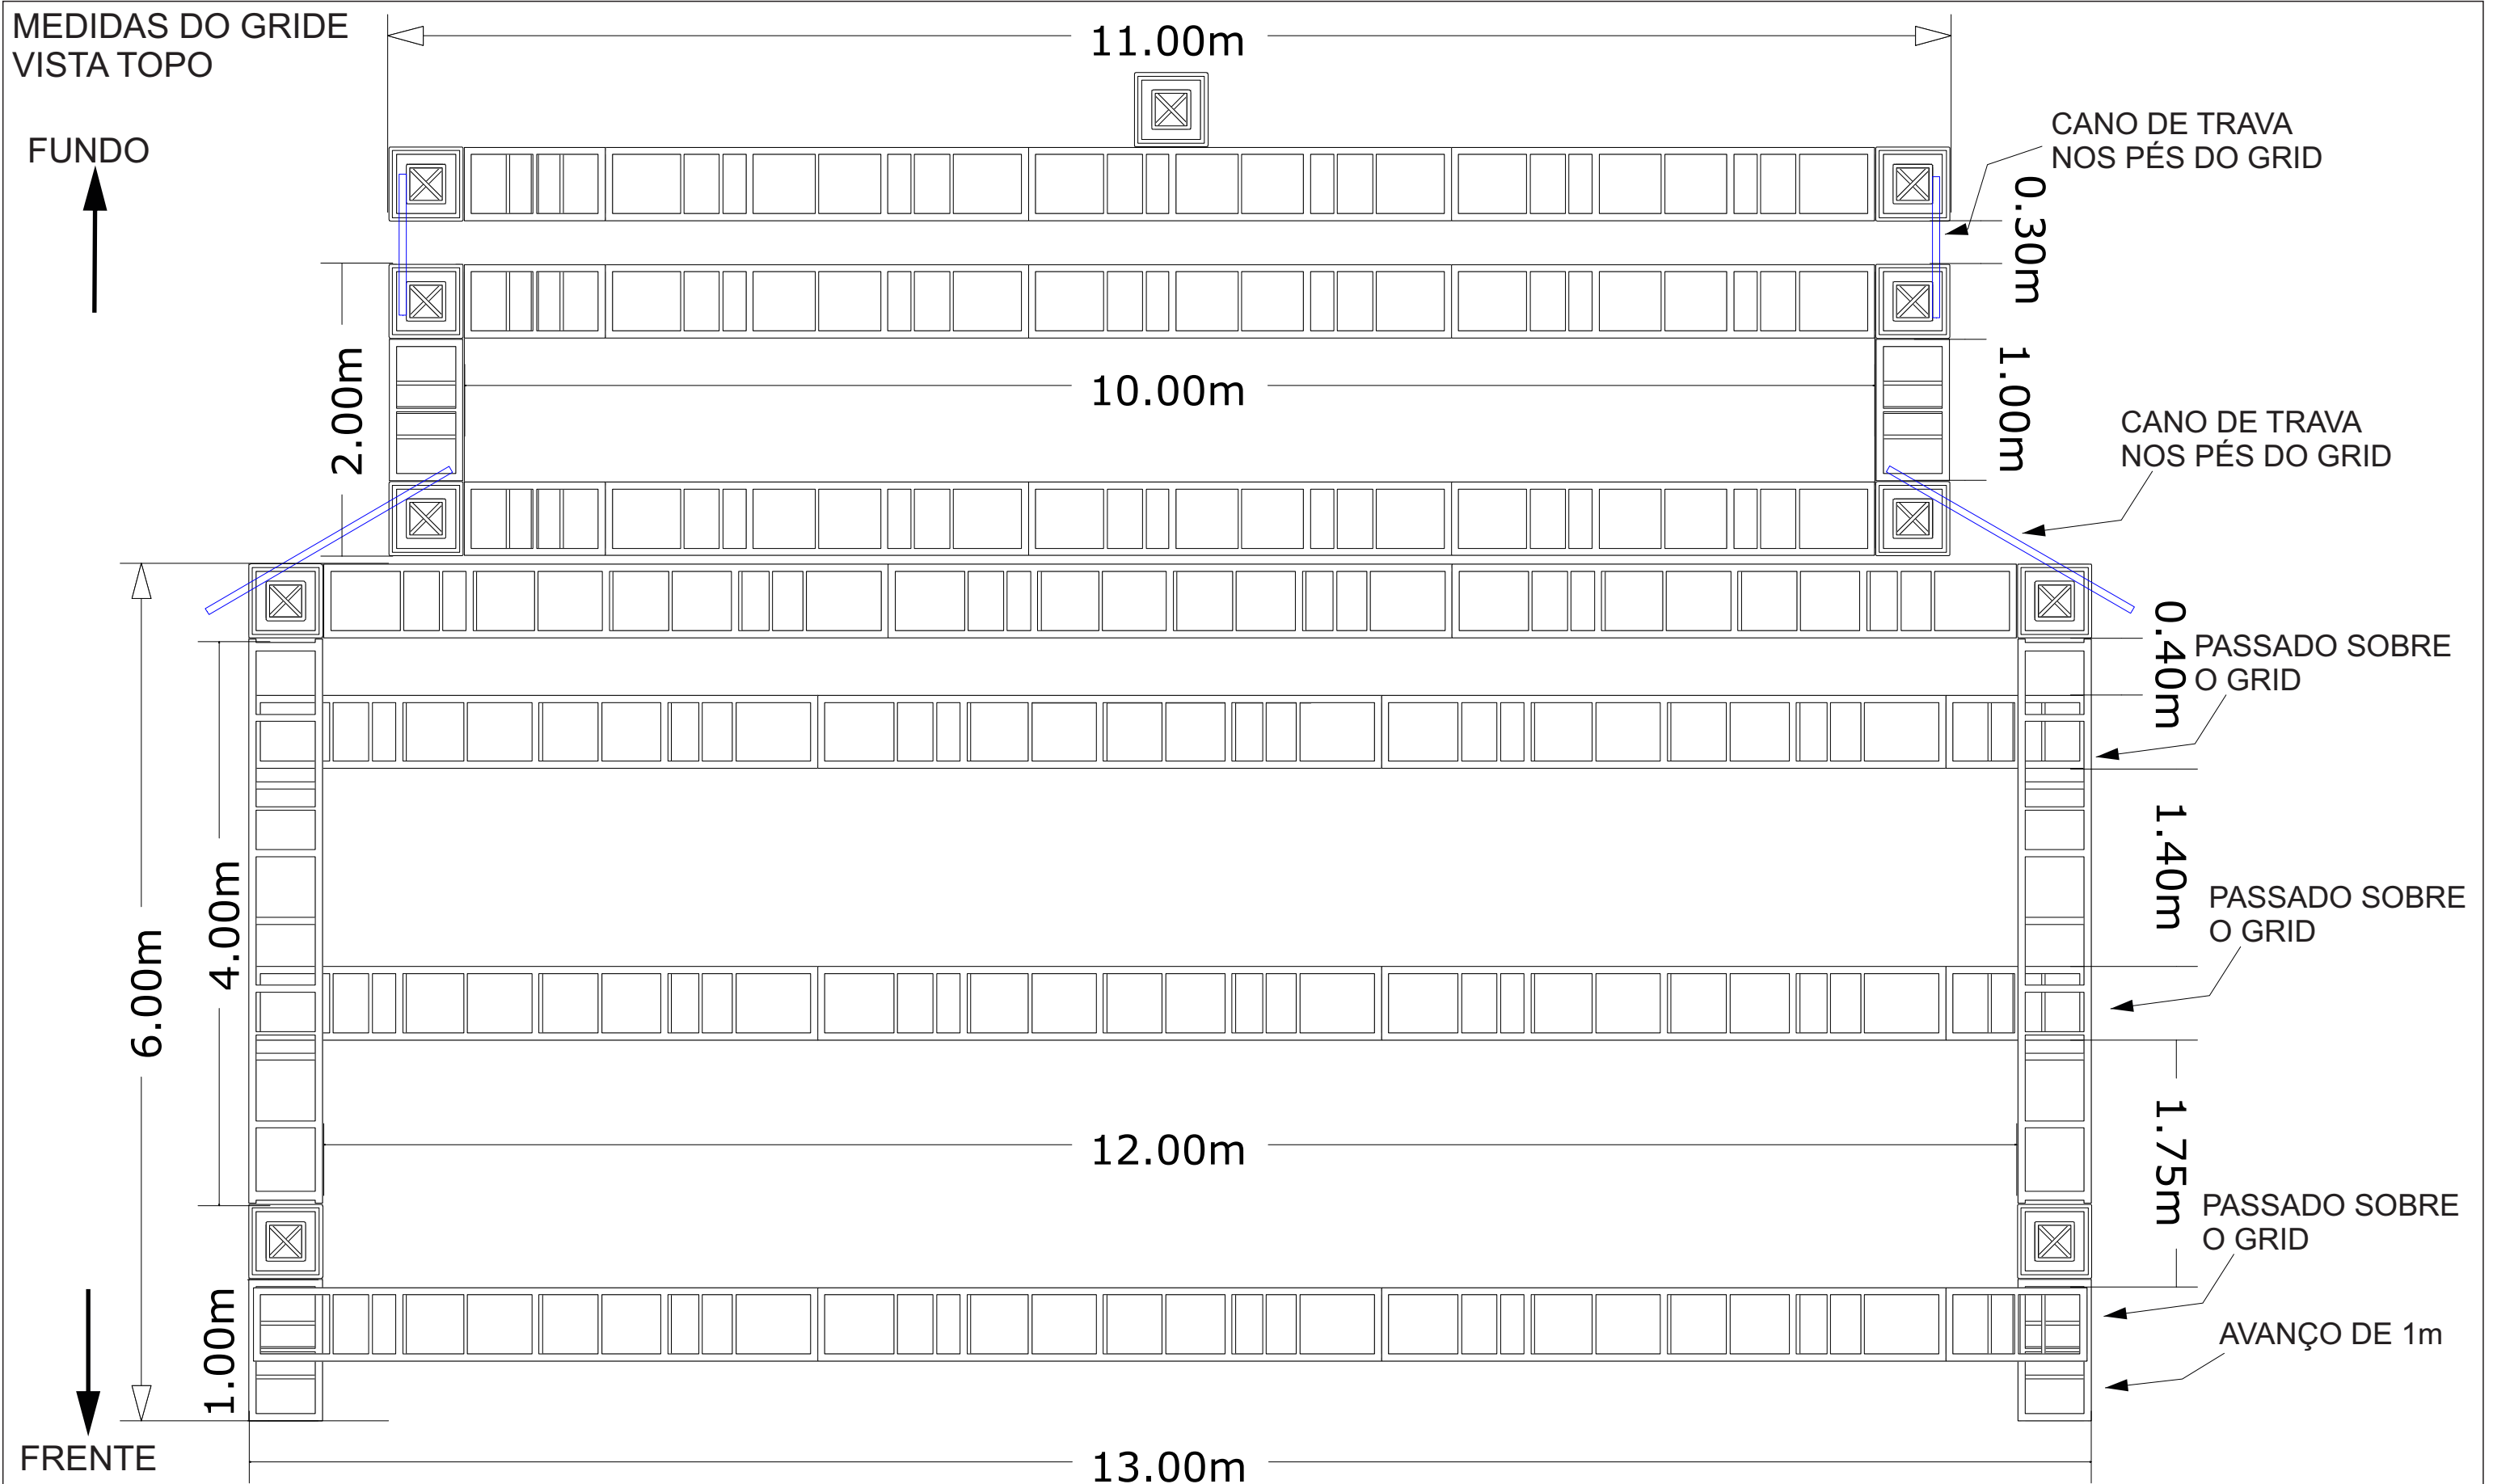 MEDIDAS DO GRIDE
VISTA TOPO
11.00m
FUNDO
CANO DE TRAVA
NOS PÉS DO GRID
0.30m
2.00m
10.00m
1.00m
CANO DE TRAVA
NOS PÉS DO GRID
0.40m
PASSADO SOBRE
O GRID
1.40m
4.00m
6.00m
PASSADO SOBRE
O GRID
12.00m
1.75m
PASSADO SOBRE
O GRID
1.00m
AVANÇO DE 1m
FRENTE
13.00m